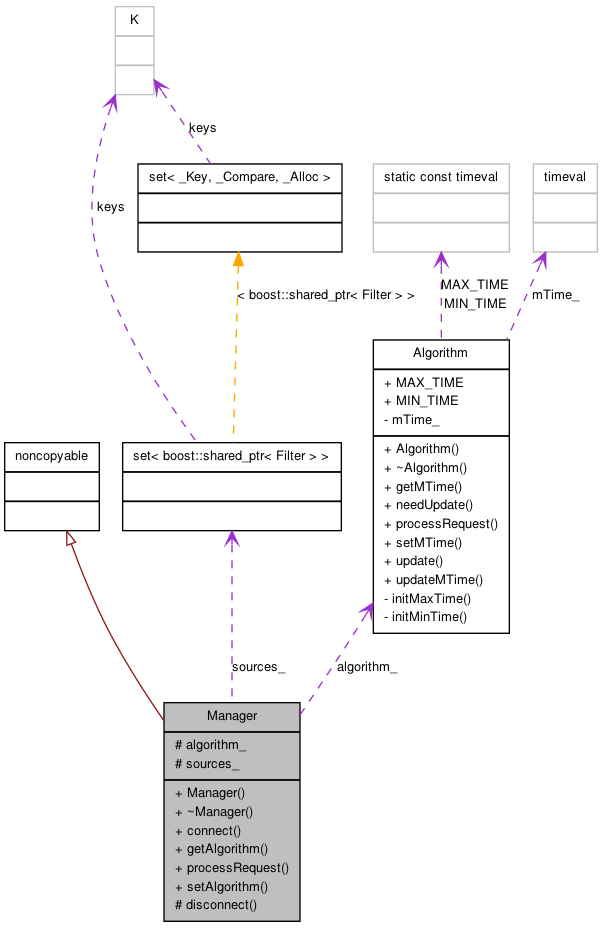 K
keys
set< _Key, _Compare, _Alloc >
static const timeval
timeval
keys
< boost::shared_ptr< Filter > >
MAX_TIME
MIN_TIME
mTime_
Algorithm
+ MAX_TIME
+ MIN_TIME
- mTime_
+ Algorithm()
+ ~Algorithm()
+ getMTime()
+ needUpdate()
+ processRequest()
+ setMTime()
+ update()
+ updateMTime()
- initMaxTime()
- initMinTime()
noncopyable
set< boost::shared_ptr< Filter > >
sources_
algorithm_
Manager
# algorithm_
# sources_
+ Manager()
+ ~Manager()
+ connect()
+ getAlgorithm()
+ processRequest()
+ setAlgorithm()
# disconnect()